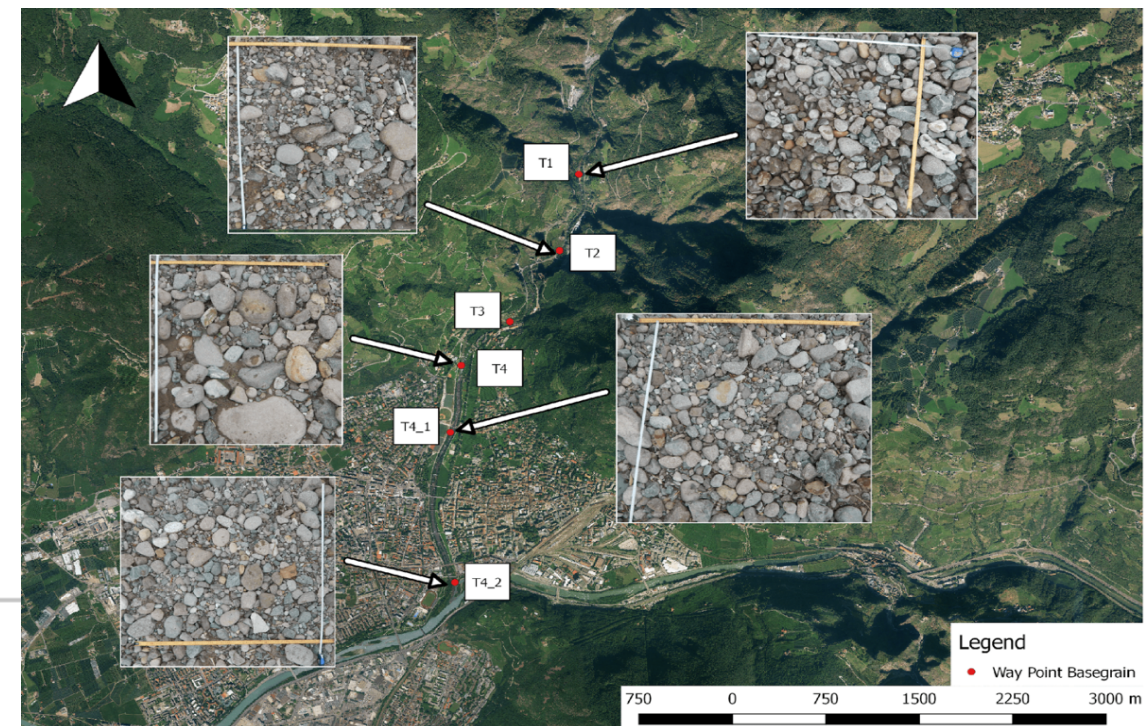 T1
T2
T3
T4
T4_1
T4_2
Legend
Way Point Basegrain
750 0 750 1500 2250 3000 m